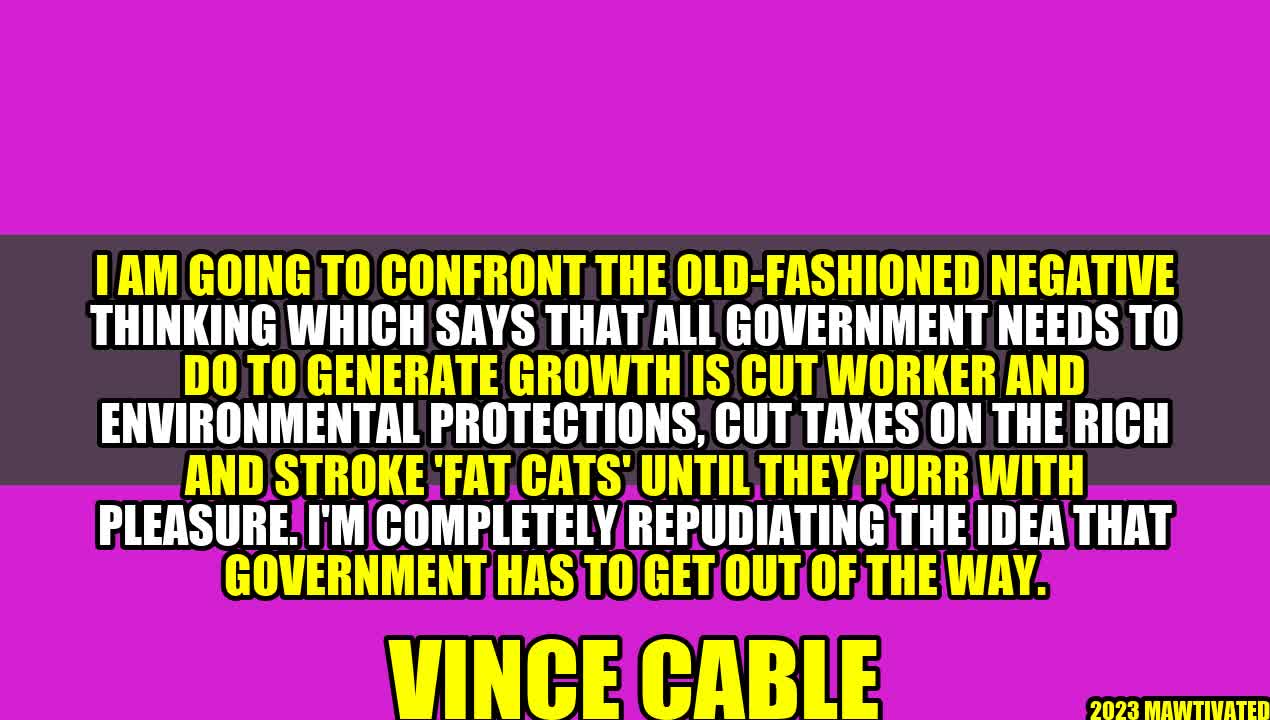 I AM GOING TO CONFRONT THE OLD-FASHIONED NEGATIVE
THINKING WHICH SAYS THAT ALL GOVERNMENT NEEDS TO
DO TO GENERATE GROWTH IS CUT WORKER AND
ENVIRONMENTAL PROTECTIONS, CUT TAXES ON THE RICH
AND STROKE 'FAT CATS' UNTIL THEY PURR WITH
PLEASURE. I'M COMPLETELY REPUDIATING THE IDEA THAT
GOVERNMENT HAS TO GET OUT OF THE WAY.
VINCE CABLE
2023 MAWTIVATED